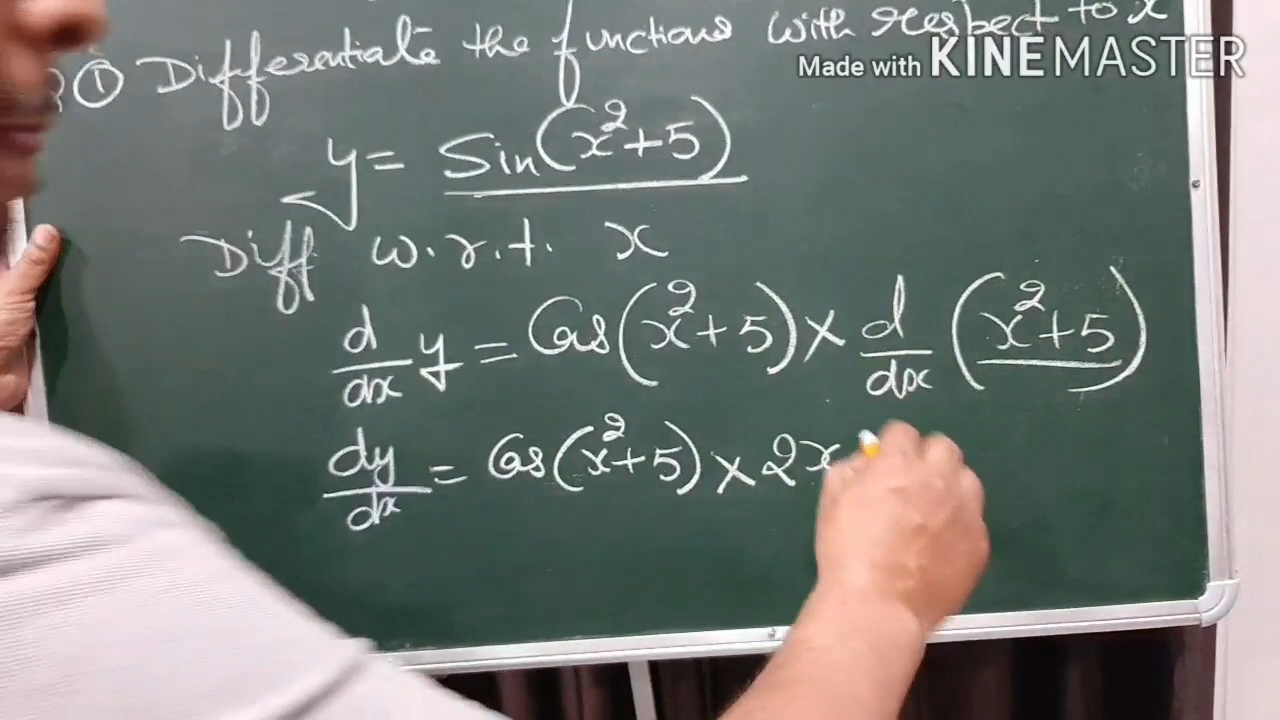 Q ① Differentiate the functions with respect to x
Made with KINEMASTER
y = Sin(x²+5)
Diff w.r.t. x
d/dx y = Cos(x²+5) × d/dx (x²+5)
dy/dx = Cos(x²+5) × 2x